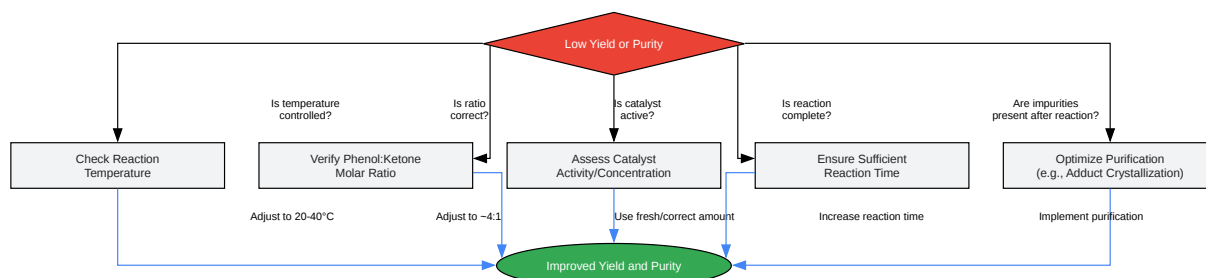 Low Yield or Purity
Is temperature
controlled?
Is ratio
correct?
Is catalyst
active?
Is reaction
complete?
Are impurities
present after reaction?
Check Reaction
Temperature
Verify Phenol:Ketone
Molar Ratio
Assess Catalyst
Activity/Concentration
Ensure Sufficient
Reaction Time
Optimize Purification
(e.g., Adduct Crystallization)
Adjust to 20-40°C
Adjust to ~4:1
Use fresh/correct amount
Increase reaction time
Implement purification
Improved Yield and Purity